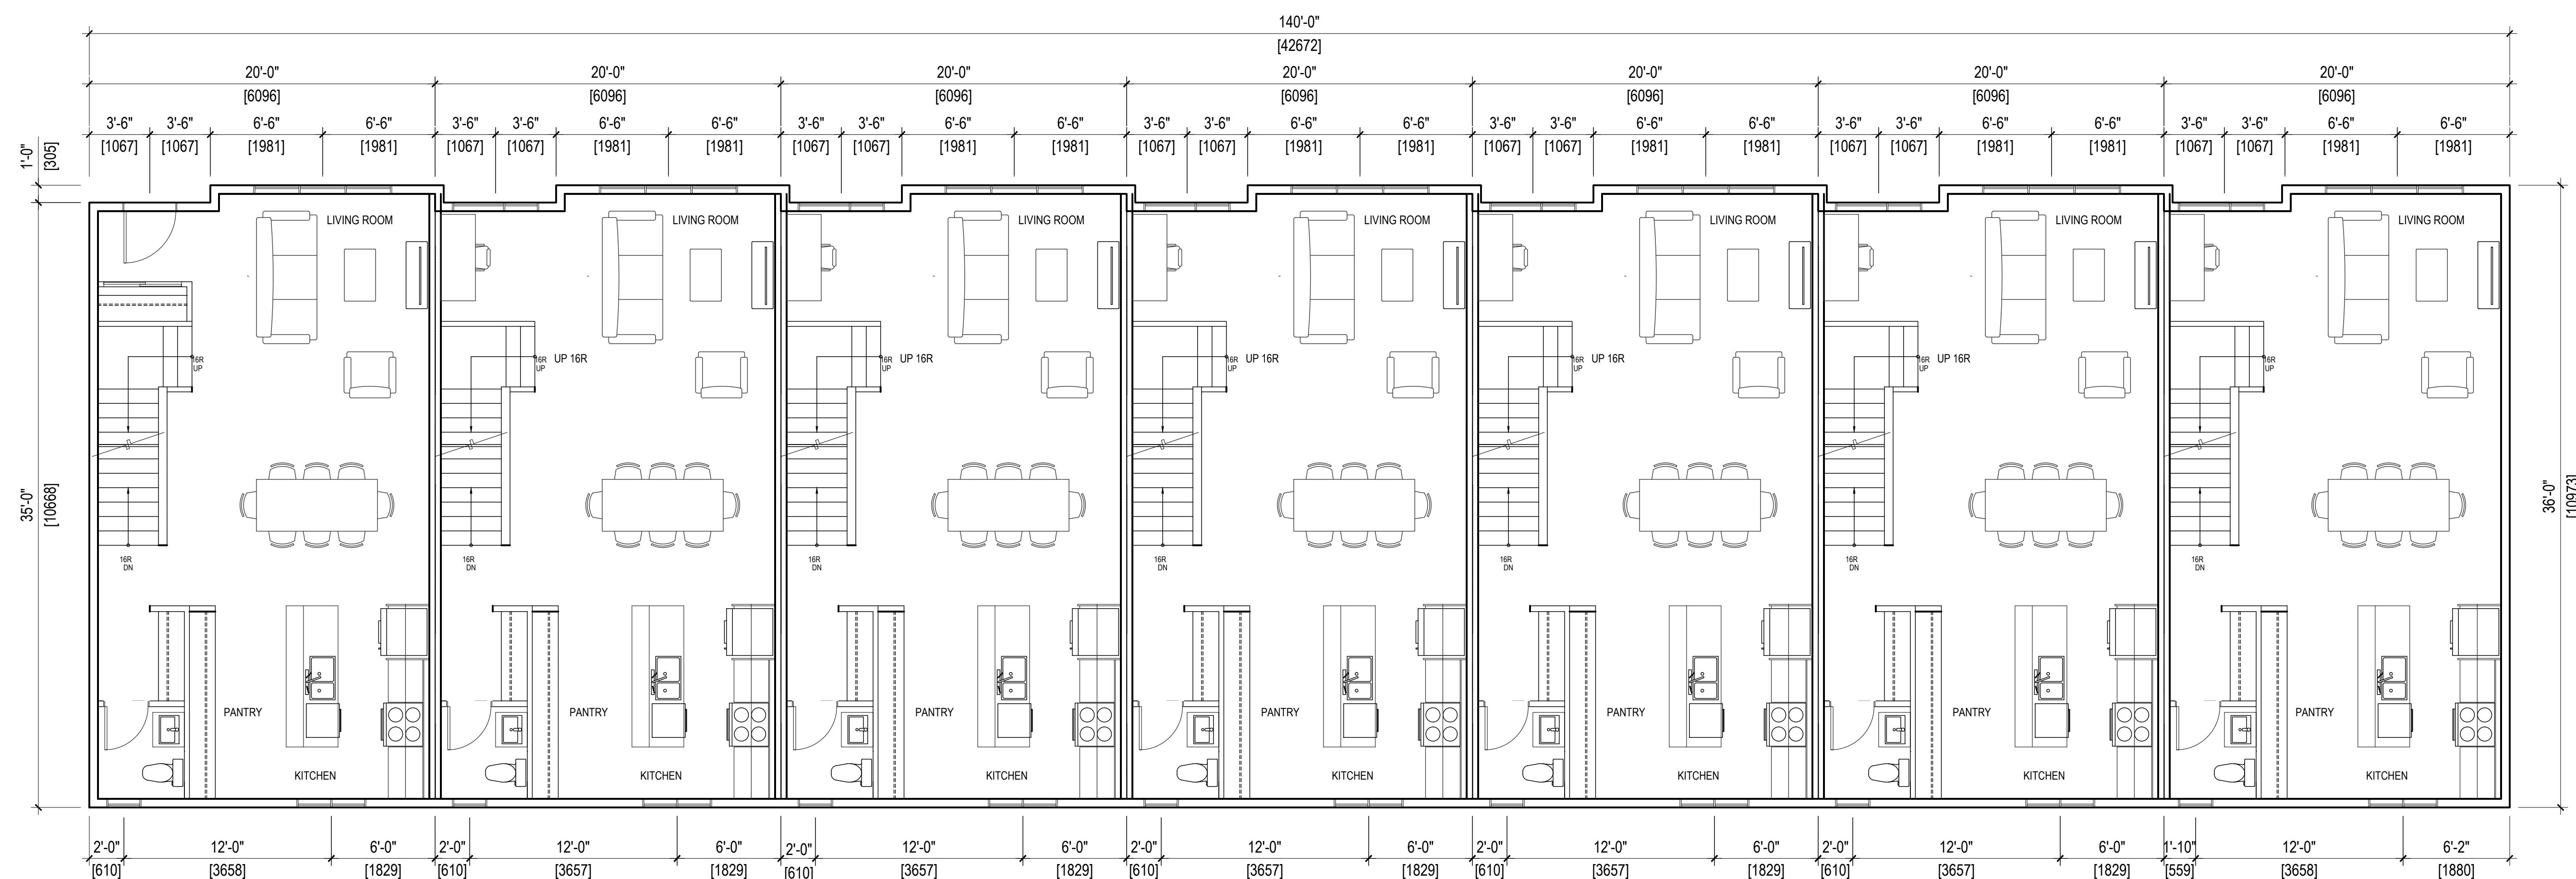 140'-0"
[42672]
20'-0" 20'-0" 20'-0" 20'-0" 20'-0" 20'-0" 20'-0"
[6096] [6096] [6096] [6096] [6096] [6096] [6096]
3'-6" 3'-6" 6'-6" 6'-6" 3'-6" 3'-6" 6'-6" 6'-6" 3'-6" 3'-6" 6'-6" 6'-6" 3'-6" 3'-6" 6'-6" 6'-6" 3'-6" 3'-6" 6'-6" 6'-6" 3'-6" 3'-6" 6'-6" 6'-6" 3'-6" 3'-6" 6'-6" 6'-6"
[1067] [1067] [1981] [1981] [1067] [1067] [1981] [1981] [1067] [1067] [1981] [1981] [1067] [1067] [1981] [1981] [1067] [1067] [1981] [1981] [1067] [1067] [1981] [1981] [1067] [1067] [1981] [1981]
1'-0"
[305]
LIVING ROOM LIVING ROOM LIVING ROOM LIVING ROOM LIVING ROOM LIVING ROOM LIVING ROOM
16R 16R UP 16R 16R UP 16R 16R UP 16R 16R UP 16R 16R UP 16R 16R
UP UP UP UP UP UP UP
35'-0"
[10668]
36'-0"
[10973]
16R 16R 16R 16R 16R 16R 16R
DN DN DN DN DN DN DN
PANTRY PANTRY PANTRY PANTRY PANTRY PANTRY PANTRY
KITCHEN KITCHEN KITCHEN KITCHEN KITCHEN KITCHEN KITCHEN
2'-0" 12'-0" 6'-0" 2'-0" 12'-0" 6'-0" 2'-0" 12'-0" 6'-0" 2'-0" 12'-0" 6'-0" 2'-0" 12'-0" 6'-0" 2'-0" 12'-0" 6'-0" 1'-10" 12'-0" 6'-2"
[610] [3658] [1829] [610] [3657] [1829] [610] [3657] [1829] [610] [3657] [1829] [610] [3657] [1829] [610] [3657] [1829] [559] [3658] [1880]